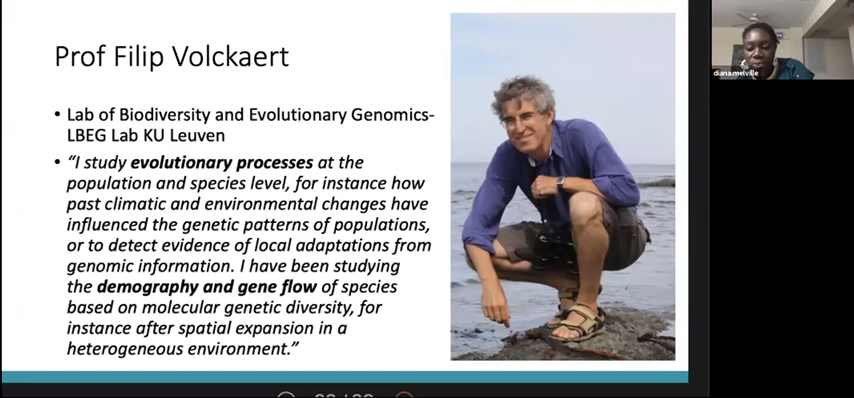 Prof Filip Volckaert
• Lab of Biodiversity and Evolutionary Genomics-
LBEG Lab KU Leuven
• “I study evolutionary processes at the
population and species level, for instance how
past climatic and environmental changes have
influenced the genetic patterns of populations,
or to detect evidence of local adaptations from
genomic information. I have been studying
the demography and gene flow of species
based on molecular genetic diversity, for
instance after spatial expansion in a
heterogeneous environment.”
diana.melville